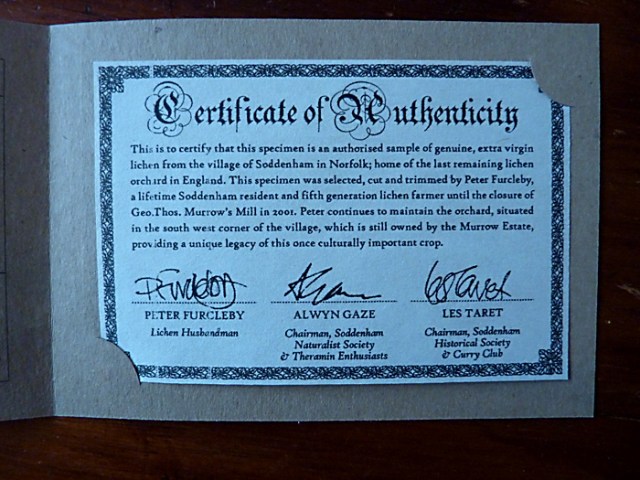 Certificate of Authenticity
This is to certify that this specimen is an authorised sample of genuine, extra virgin
lichen from the village of Soddenham in Norfolk; home of the last remaining lichen
orchard in England. This specimen was selected, cut and trimmed by Peter Furcleby,
a lifetime Soddenham resident and fifth generation lichen farmer until the closure of
Geo.Thos. Murrow's Mill in 2001. Peter continues to maintain the orchard, situated
in the south west corner of the village, which is still owned by the Murrow Estate,
providing a unique legacy of this once culturally important crop.
P. Furcleby
A Gaze
Les Taret
PETER FURCLEBY
Lichen Husbandman
ALWYN GAZE
Chairman, Soddenham
Naturalist Society
& Theramin Enthusiasts
LES TARET
Chairman, Soddenham
Historical Society
& Curry Club